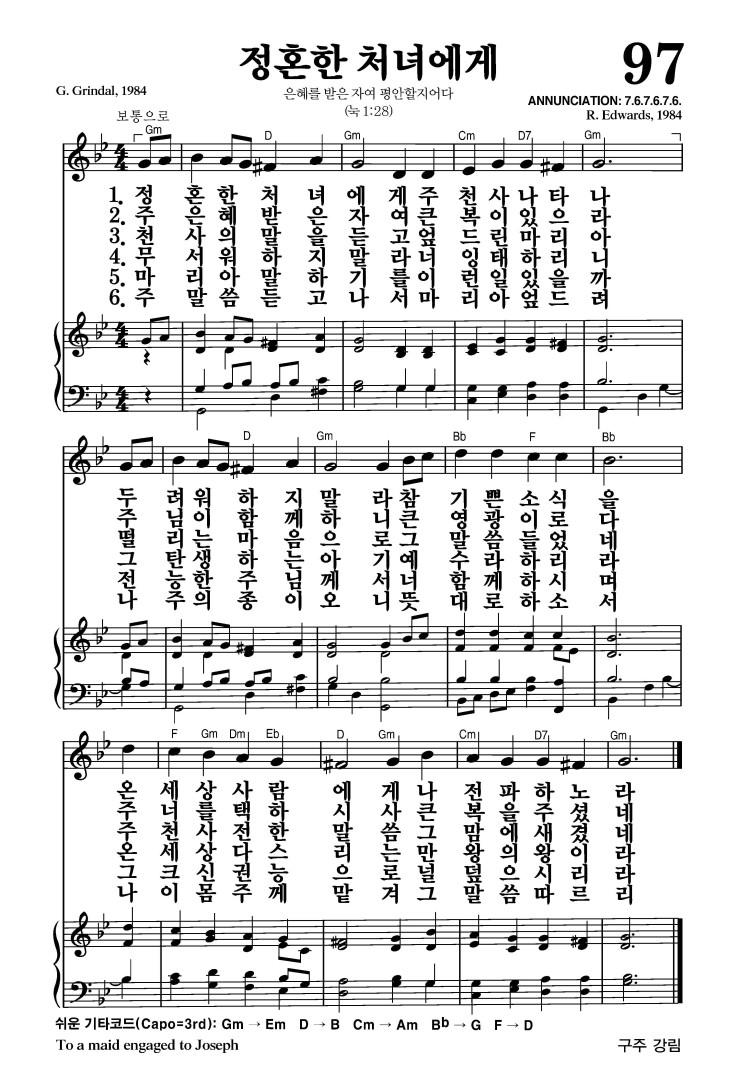 정혼한 처녀에게
97
G. Grindal, 1984
은혜를 받은 자여 평안할지어다
(눅 1:28)
ANNUNCIATION: 7.6.7.6.7.6.
R. Edwards, 1984
보통으로
Gm D Gm Cm D7 Gm
1. 정 혼 한 처 녀 에 게 주 천 사 나 타 나
2. 주 은 혜 받 은 자 여 큰 복 이 있 으 라
3. 천 사 의 말 을 듣 고 엎 드 린 마 리 아
4. 무 서 워 하 지 말 라 너 잉 태 하 리 니
5. 마 리 아 말 하 기 를 이 런 일 있 을 까
6. 주 말 씀 듣 고 나 서 마 리 아 엎 드 려
D Gm Bb F Bb
두 려 워 하 지 말 라 참 기 쁜 소 식 을
주 님 이 함 께 하 니 큰 영 광 이 로 다
떨 리 는 마 음 으 로 그 말 씀 들 었 네
그 탄 생 하 는 아 기 예 수 라 하 리 라
전 능 한 주 님 께 서 너 함 께 하 시 며
나 주 의 종 이 오 니 뜻 대 로 하 소 서
F Gm Dm Eb D Gm Cm D7 Gm
온 세 상 사 람 에 게 나 전 파 하 노 라
주 너 를 택 하 시 사 큰 복 을 주 셨 네
주 천 사 전 한 말 씀 그 맘 에 새 겼 네
온 세 상 다 스 리 는 만 왕 의 왕 이 라
그 크 신 권 능 으 로 널 덮 으 시 리 라
나 이 몸 주 께 맡 겨 그 말 씀 따 르 리
쉬운 기타코드(Capo=3rd): Gm → Em D → B Cm → Am Bb → G F → D
To a maid engaged to Joseph
구주 강림